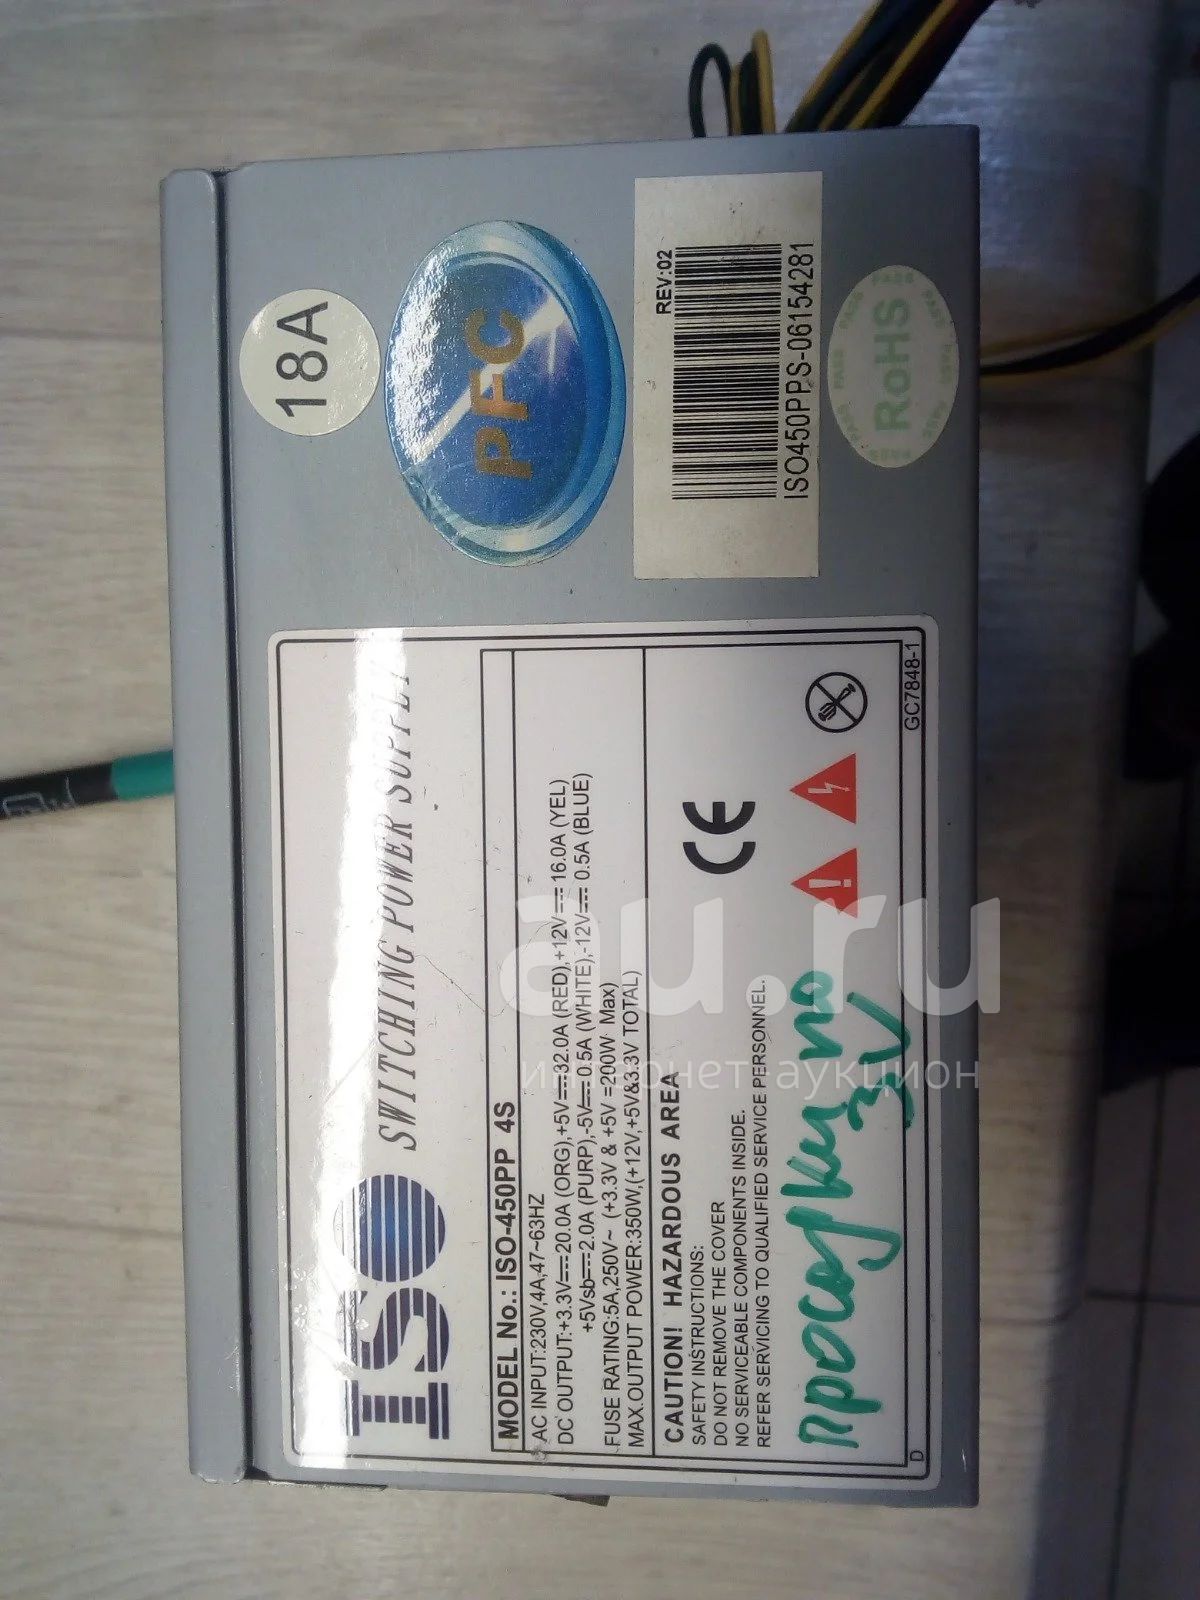 ISO SWITCHING POWER SUPPLY
MODEL No.: ISO-450PP 4S
AC INPUT:230V,4A,47~63HZ
DC OUTPUT:+3.3V⎓20.0A (ORG),+5V⎓32.0A (RED),+12V⎓16.0A (YEL)
+5Vsb⎓2.0A (PURP),-5V⎓0.5A (WHITE),-12V⎓0.5A (BLUE)
FUSE RATING:5A,250V~ (+3.3V & +5V =200W Max)
MAX.OUTPUT POWER:350W,(+12V,+5V&3.3V TOTAL)
CAUTION! HAZARDOUS AREA
SAFETY INSTRUCTIONS:
DO NOT REMOVE THE COVER
NO SERVICEABLE COMPONENTS INSIDE.
REFER SERVICING TO QUALIFIED SERVICE PERSONNEL.
CE
просадки по
3V
D
GC7848-1
18A
PFC
REV:02
ISO450PPS-06154281
RoHS
au.ru
интернет аукцион